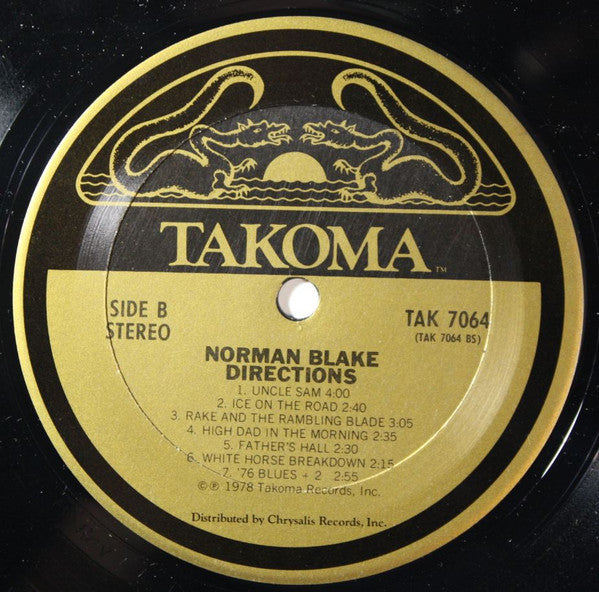 TAKOMA TM
SIDE B
STEREO
TAK 7064
(TAK 7064 BS)
NORMAN BLAKE
DIRECTIONS
1. UNCLE SAM 4:00
2. ICE ON THE ROAD 2:40
3. RAKE AND THE RAMBLING BLADE 3:05
4. HIGH DAD IN THE MORNING 2:35
5. FATHER'S HALL 2:30
6. WHITE HORSE BREAKDOWN 2:15
7. '76 BLUES + 2 2:55
©℗ 1978 Takoma Records, Inc.
Distributed by Chrysalis Records, Inc.